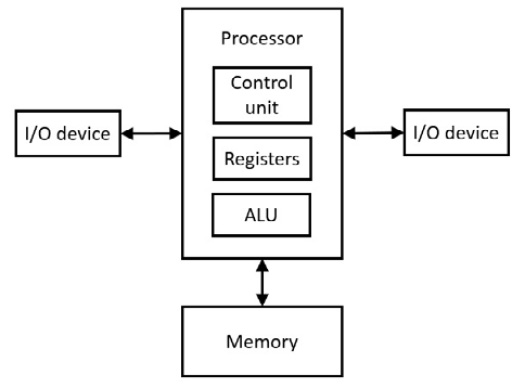 Processor
Control
unit
I/O device
I/O device
Registers
ALU
Memory